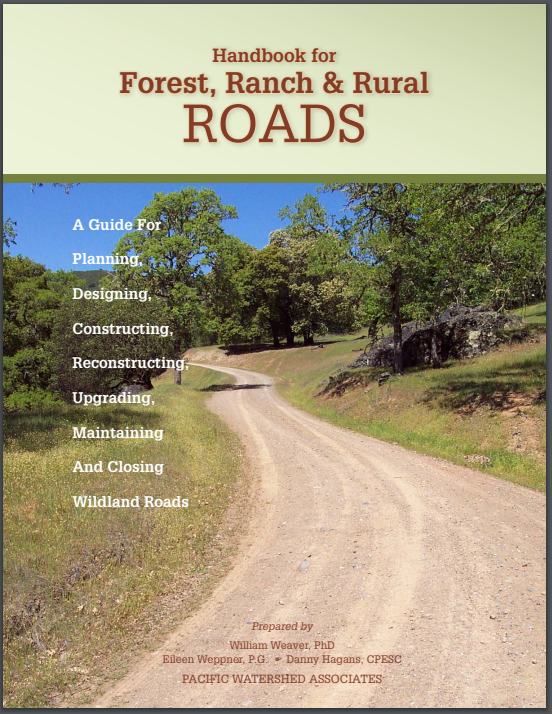 Handbook for
Forest, Ranch & Rural
ROADS
A Guide For
Planning,
Designing,
Constructing,
Reconstructing,
Upgrading,
Maintaining
And Closing
Wildland Roads
Prepared by
William Weaver, PhD
Eileen Weppner, P.G. ☙ Danny Hagans, CPESC
PACIFIC WATERSHED ASSOCIATES